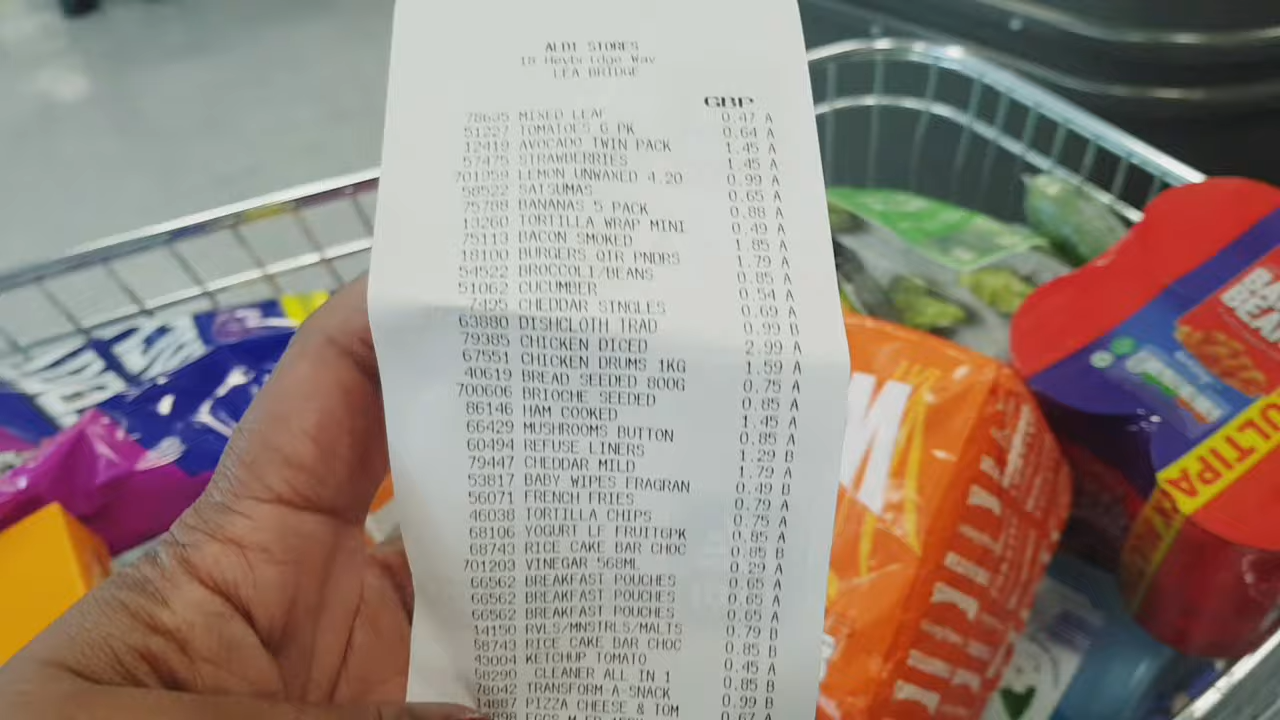 ALDI STORES
18 Heybridge Way
LEA BRIDGE
GBP
78635 MIXED LEAF 0.47 A
51227 TOMATOES 6 PK 0.64 A
12419 AVOCADO TWIN PACK 1.45 A
57475 STRAWBERRIES 1.45 A
701059 LEMON UNWAXED 4.20 0.99 A
58522 SATSUMAS 0.65 A
75788 BANANAS 5 PACK 0.88 A
13260 TORTILLA WRAP MINI 0.49 A
75113 BACON SMOKED 1.85 A
18100 BURGERS QTR PNDRS 1.79 A
54522 BROCCOLI/BEANS 0.85 A
51062 CUCUMBER 0.54 A
7495 CHEDDAR SINGLES 0.69 A
63880 DISHCLOTH TRAD 0.99 B
79385 CHICKEN DICED 2.99 A
67551 CHICKEN DRUMS 1KG 1.59 A
40619 BREAD SEEDED 800G 0.75 A
700606 BRIOCHE SEEDED 0.85 A
86146 HAM COOKED 1.45 A
66429 MUSHROOMS BUTTON 0.85 A
60494 REFUSE LINERS 1.29 B
79447 CHEDDAR MILD 1.79 A
53817 BABY WIPES FRAGRAN 0.49 B
56071 FRENCH FRIES 0.79 A
46038 TORTILLA CHIPS 0.75 A
68106 YOGURT LF FRUIT6PK 0.85 A
68743 RICE CAKE BAR CHOC 0.85 B
701203 VINEGAR 568ML 0.29 A
66562 BREAKFAST POUCHES 0.65 A
66562 BREAKFAST POUCHES 0.65 A
66562 BREAKFAST POUCHES 0.65 A
14150 RVLS/MNSTRLS/MALTS 0.79 B
68743 RICE CAKE BAR CHOC 0.85 B
43004 KETCHUP TOMATO 0.45 A
58290 CLEANER ALL IN 1 0.85 B
78042 TRANSFORM-A-SNACK 0.99 B
14887 PIZZA CHEESE & TOM 0.67 A
EGGS